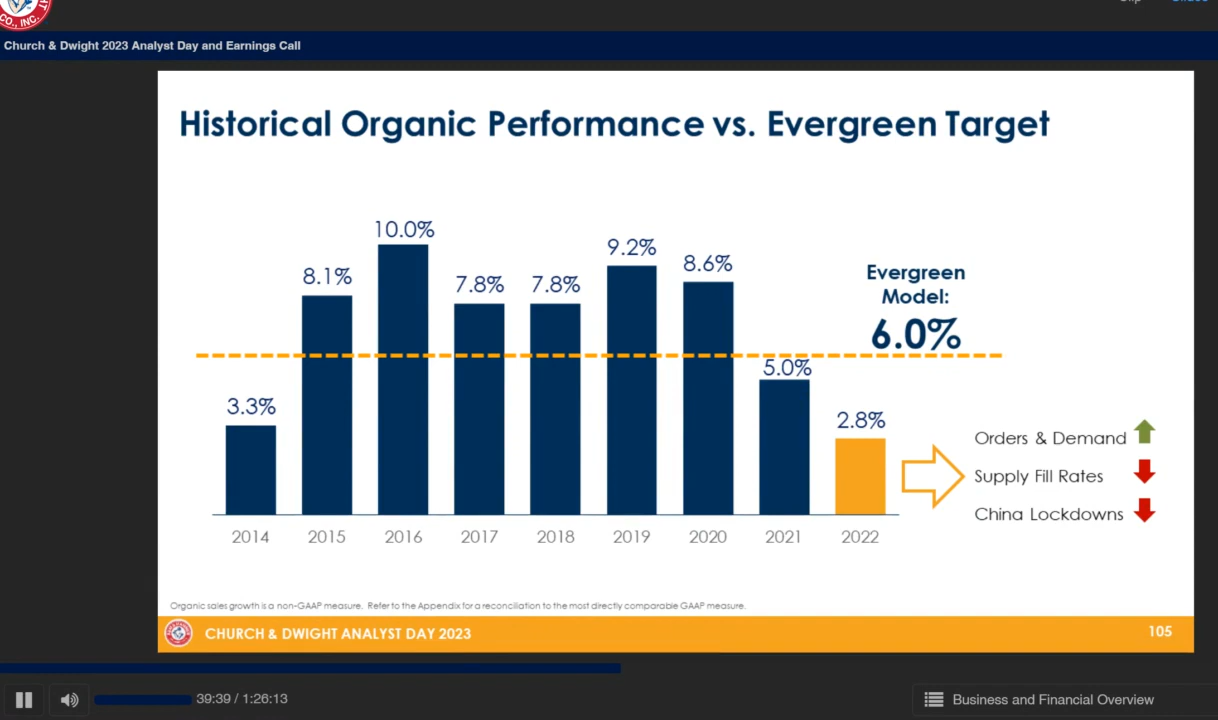 CO., INC.
Church & Dwight 2023 Analyst Day and Earnings Call
Historical Organic Performance vs. Evergreen Target
10.0%
9.2%
8.6%
8.1%
7.8%
7.8%
Evergreen
Model:
6.0%
5.0%
3.3%
2.8%
Orders & Demand
Supply Fill Rates
China Lockdowns
2014 2015 2016 2017 2018 2019 2020 2021 2022
Organic sales growth is a non-GAAP measure. Refer to the Appendix for a reconciliation to the most directly comparable GAAP measure.
CHURCH & DWIGHT ANALYST DAY 2023
105
39:39 / 1:26:13
Business and Financial Overview